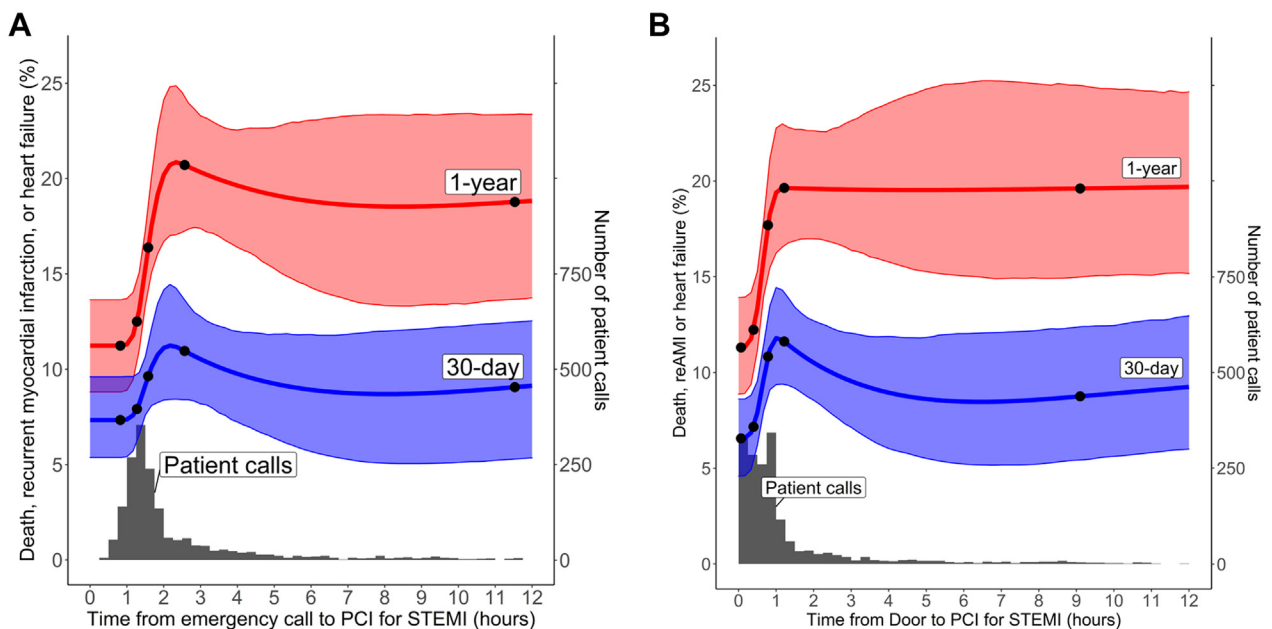 A
Death, recurrent myocardial infarction, or heart failure (%)
25
20
15
10
5
0
1-year
30-day
Patient calls
750
500
250
0
Number of
patient calls
0 1 2 3 4 5 6 7 8 9 10 11 12
Time from emergency call to PCI for STEMI (hours)
B
Death, reAMI or heart failure (%)
25
20
15
10
5
0
1-year
30-day
Patient calls
750
500
250
0
Number of
patient calls
0 1 2 3 4 5 6 7 8 9 10 11 12
Time from Door to PCI for STEMI (hours)